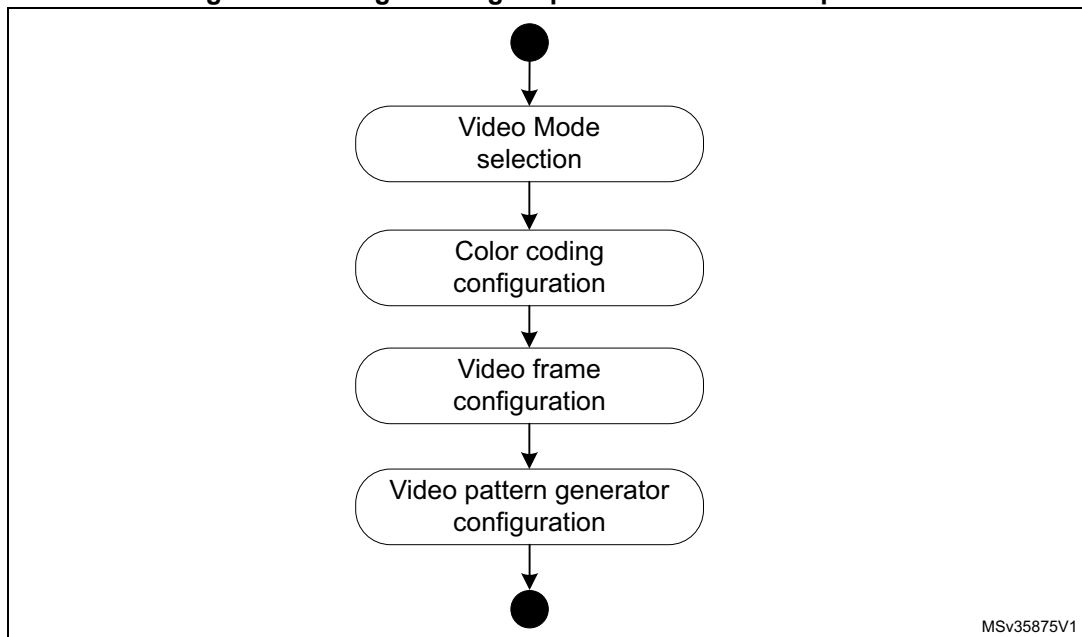 Video Mode
selection
Color coding
configuration
Video frame
configuration
Video pattern generator
configuration
MSv35875V1